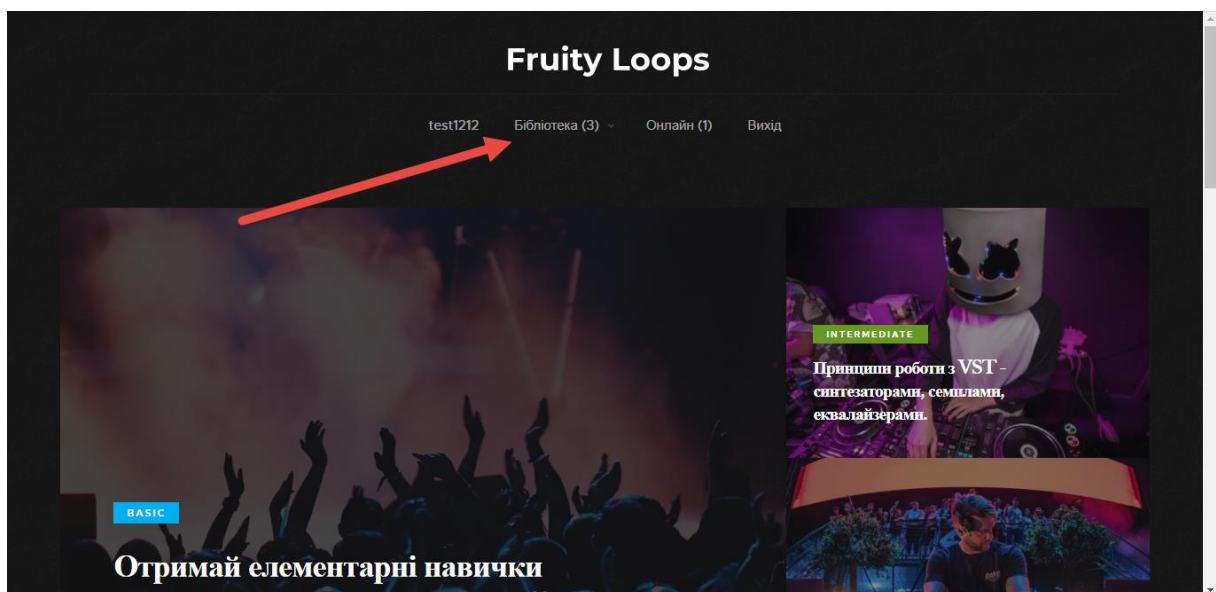 Fruity Loops
test1212 Бібліотека (3) Онлайн (1) Вихід
INTERMEDIATE
Принципи роботи з VST -
синтезаторами, семплами,
еквалайзерами.
BASIC
Отримай елементарні навички